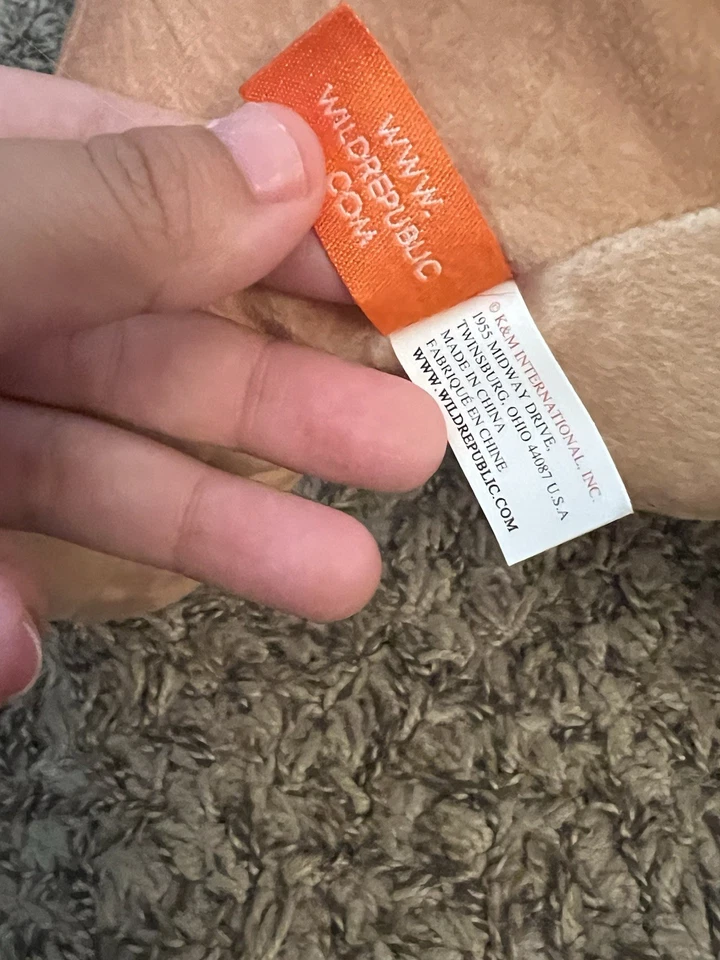 WWW.
WILDREPUBLIC
.COM
© K&M INTERNATIONAL, INC.
1955 MIDWAY DRIVE,
TWINSBURG, OHIO 44087 U.S.A
MADE IN CHINA
FABRIQUÉ EN CHINE
WWW.WILDREPUBLIC.COM